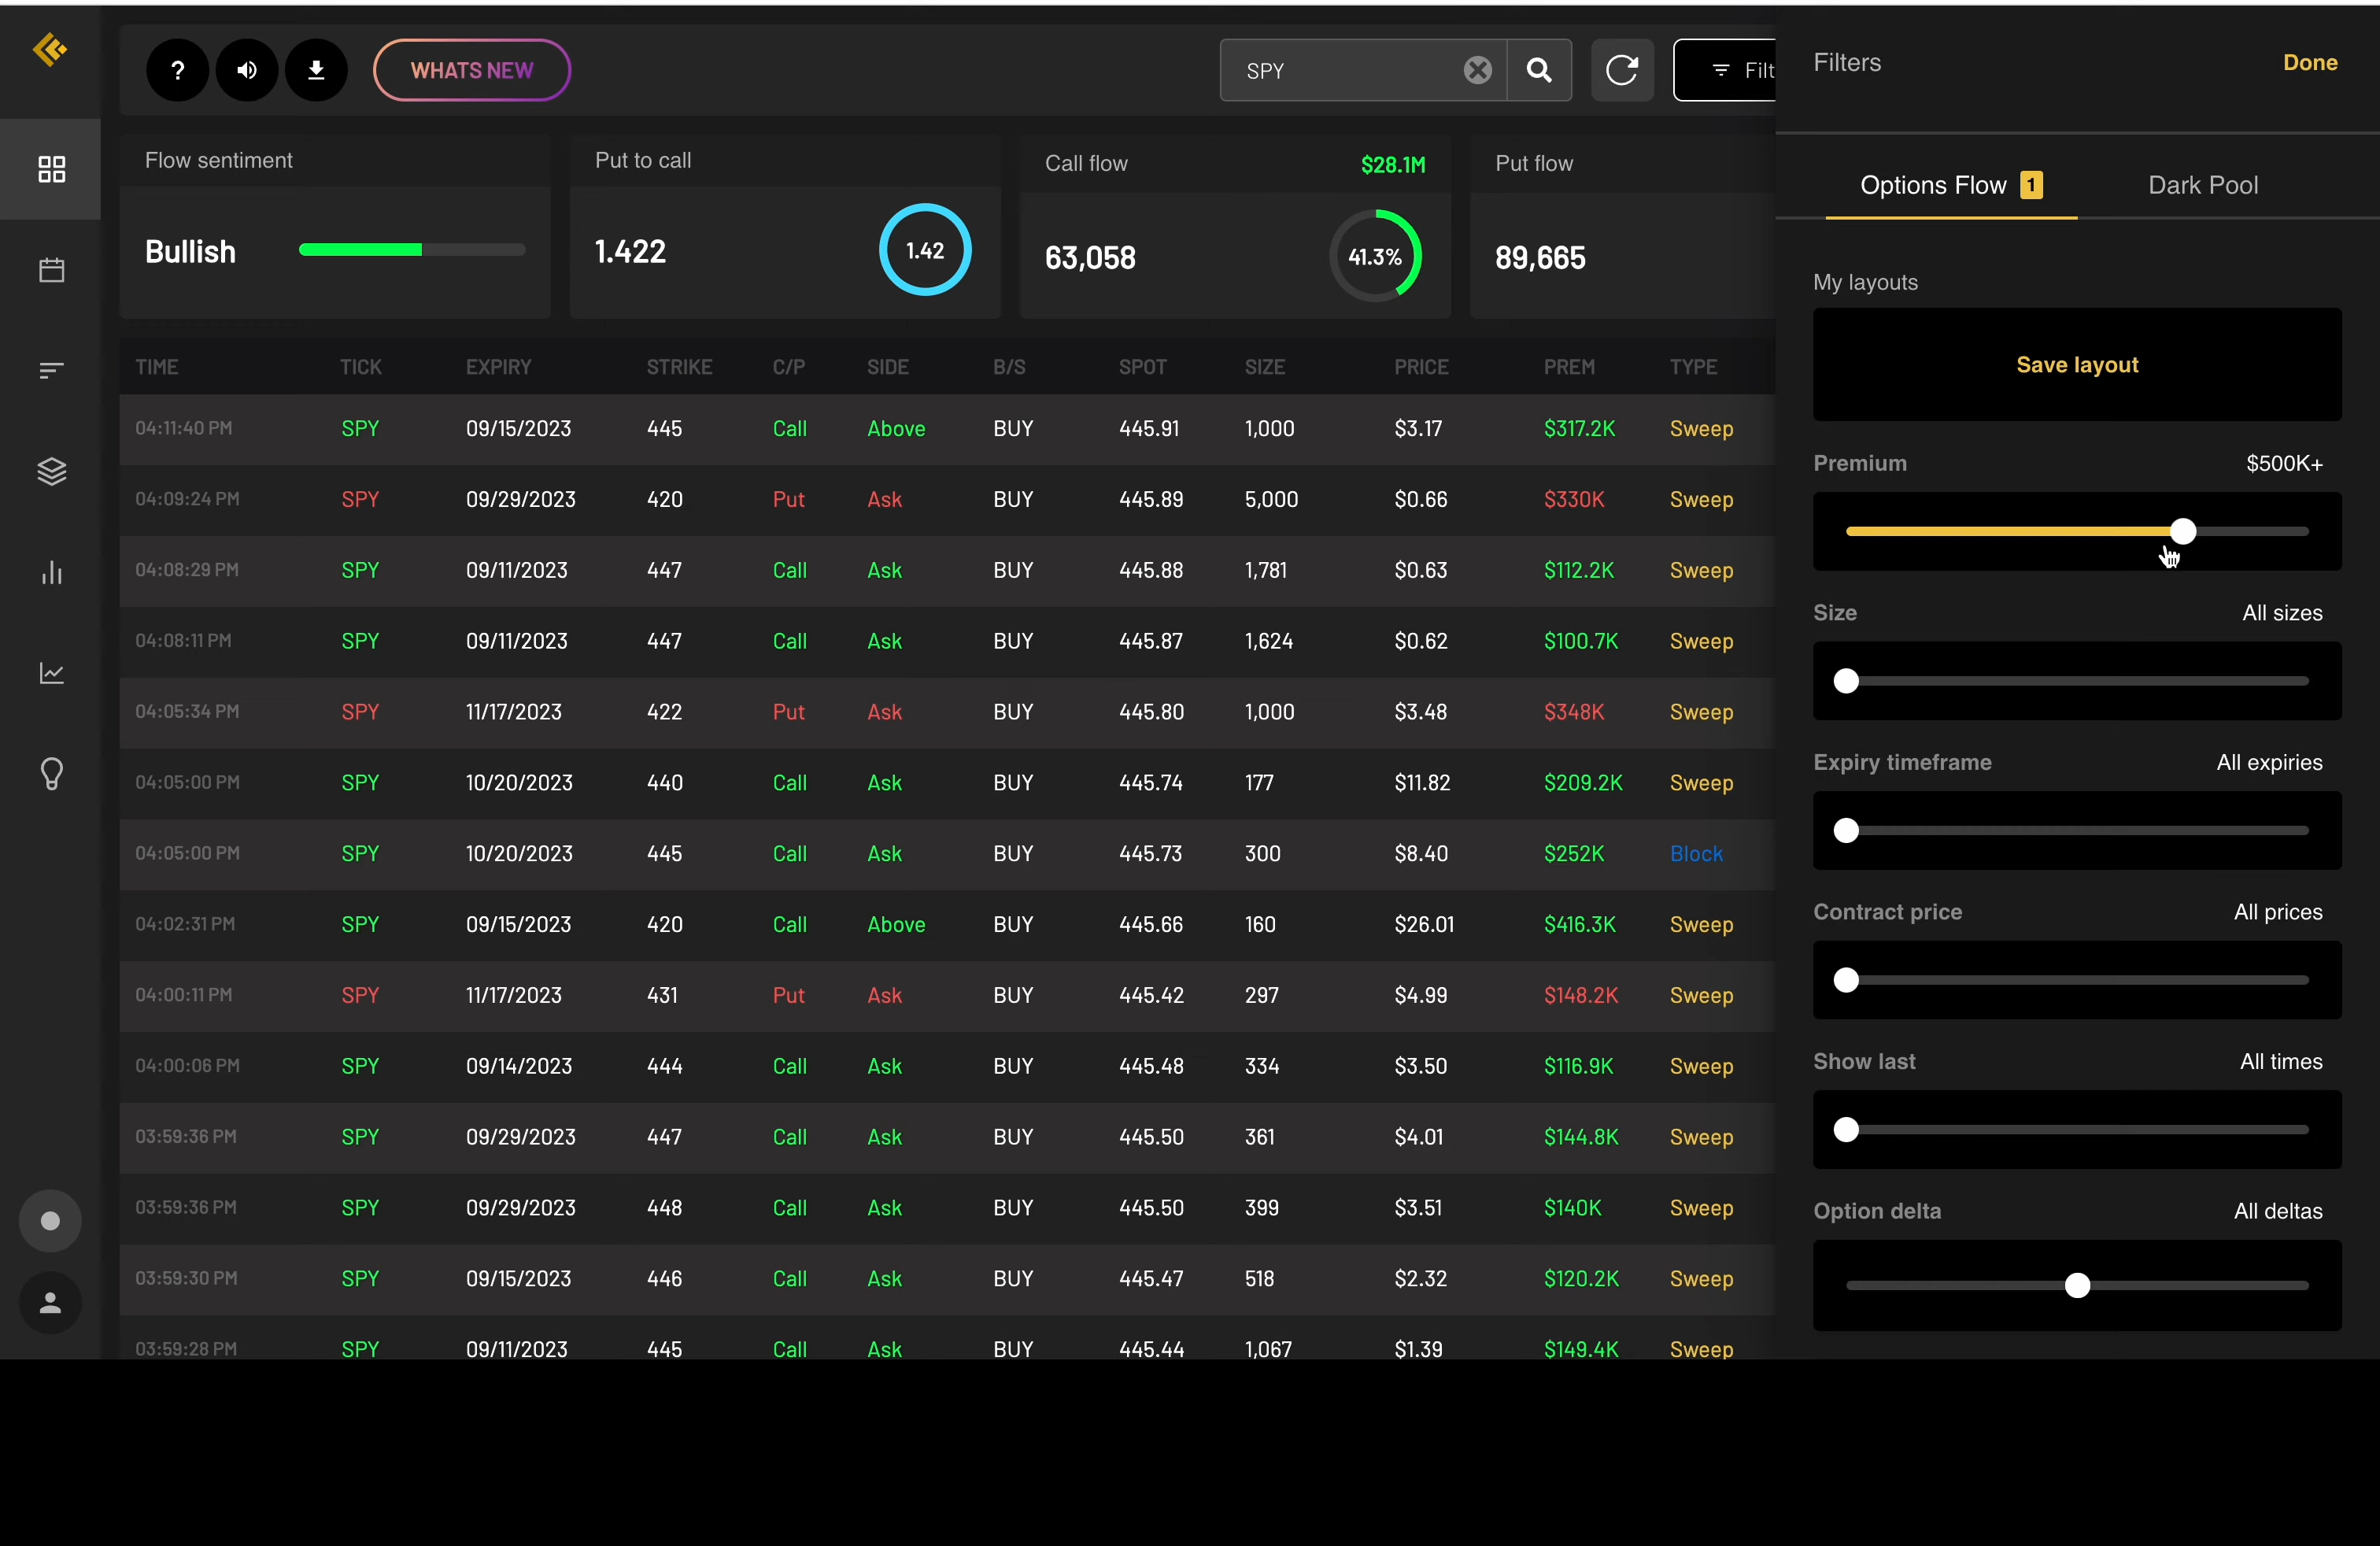 ? WHATS NEW SPY Filt
Filters Done
Flow sentiment
Bullish
Put to call
1.422 1.42
Call flow $28.1M
63,058 41.3%
Put flow
89,665
Options Flow 1 Dark Pool
TIME TICK EXPIRY STRIKE C/P SIDE B/S SPOT SIZE PRICE PREM TYPE
04:11:40 PM SPY 09/15/2023 445 Call Above BUY 445.91 1,000 $3.17 $317.2K Sweep
04:09:24 PM SPY 09/29/2023 420 Put Ask BUY 445.89 5,000 $0.66 $330K Sweep
04:08:29 PM SPY 09/11/2023 447 Call Ask BUY 445.88 1,781 $0.63 $112.2K Sweep
04:08:11 PM SPY 09/11/2023 447 Call Ask BUY 445.87 1,624 $0.62 $100.7K Sweep
04:05:34 PM SPY 11/17/2023 422 Put Ask BUY 445.80 1,000 $3.48 $348K Sweep
04:05:00 PM SPY 10/20/2023 440 Call Ask BUY 445.74 177 $11.82 $209.2K Sweep
04:05:00 PM SPY 10/20/2023 445 Call Ask BUY 445.73 300 $8.40 $252K Block
04:02:31 PM SPY 09/15/2023 420 Call Above BUY 445.66 160 $26.01 $416.3K Sweep
04:00:11 PM SPY 11/17/2023 431 Put Ask BUY 445.42 297 $4.99 $148.2K Sweep
04:00:06 PM SPY 09/14/2023 444 Call Ask BUY 445.48 334 $3.50 $116.9K Sweep
03:59:36 PM SPY 09/29/2023 447 Call Ask BUY 445.50 361 $4.01 $144.8K Sweep
03:59:36 PM SPY 09/29/2023 448 Call Ask BUY 445.50 399 $3.51 $140K Sweep
03:59:30 PM SPY 09/15/2023 446 Call Ask BUY 445.47 518 $2.32 $120.2K Sweep
03:59:28 PM SPY 09/11/2023 445 Call Ask BUY 445.44 1,067 $1.39 $149.4K Sweep
My layouts
Save layout
Premium $500K+
Size All sizes
Expiry timeframe All expiries
Contract price All prices
Show last All times
Option delta All deltas